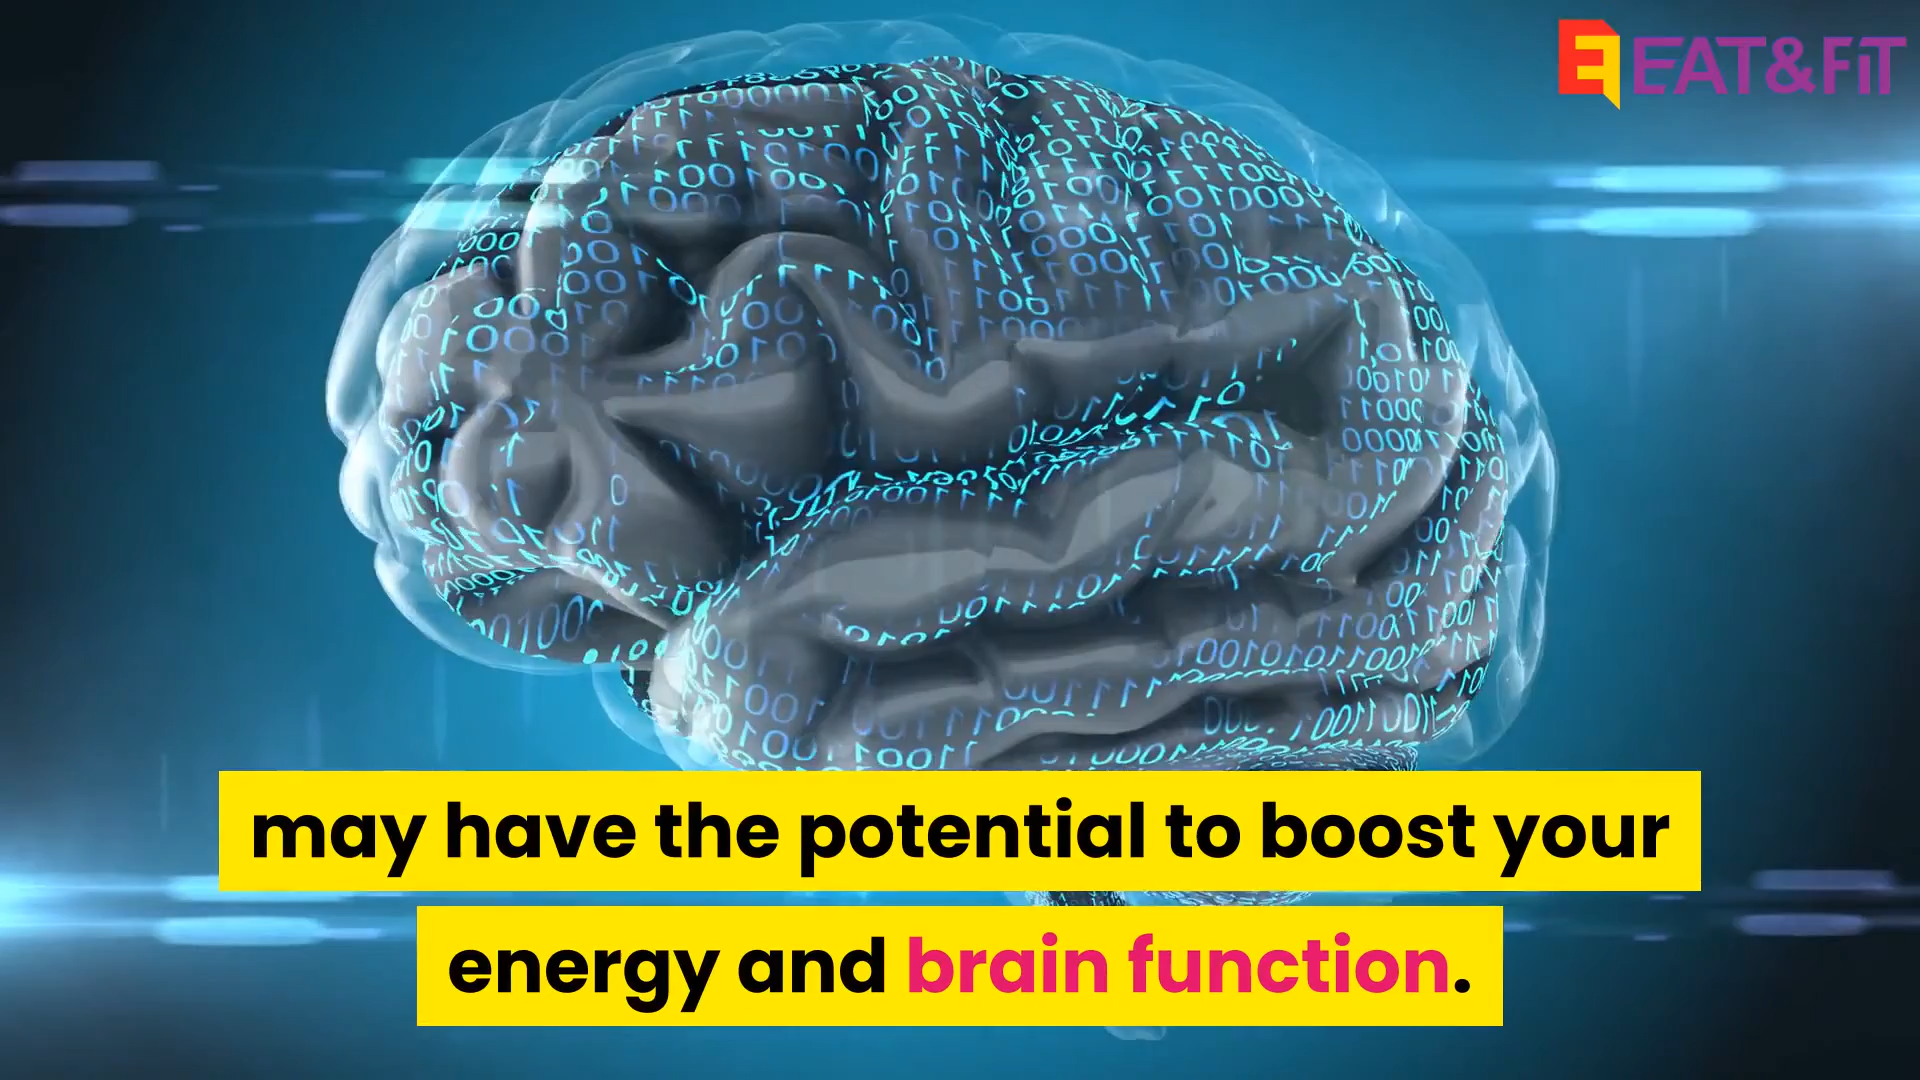 EAT&FiT
may have the potential to boost your
energy and brain function.